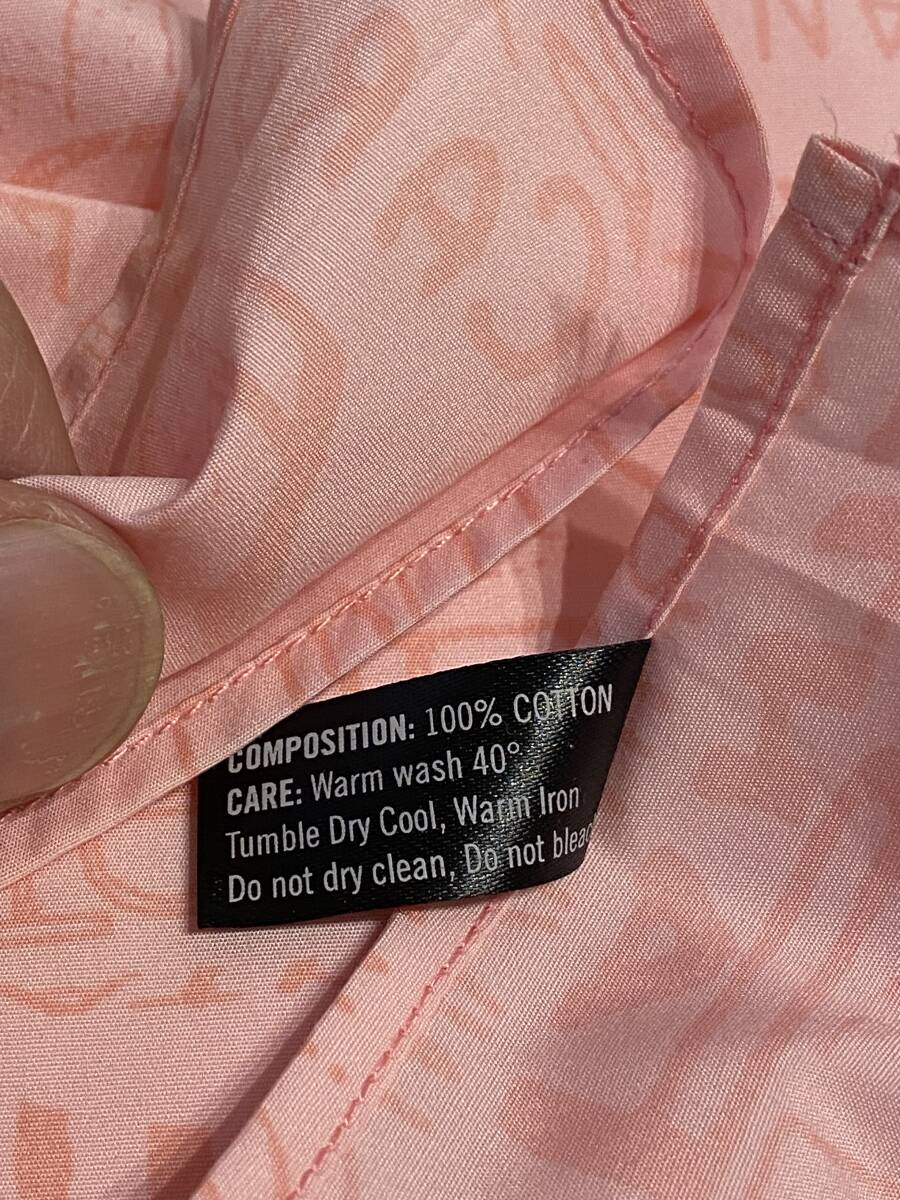 COMPOSITION: 100% COTTON
CARE: Warm wash 40°
Tumble Dry Cool, Warm Iron
Do not dry clean, Do not bleac